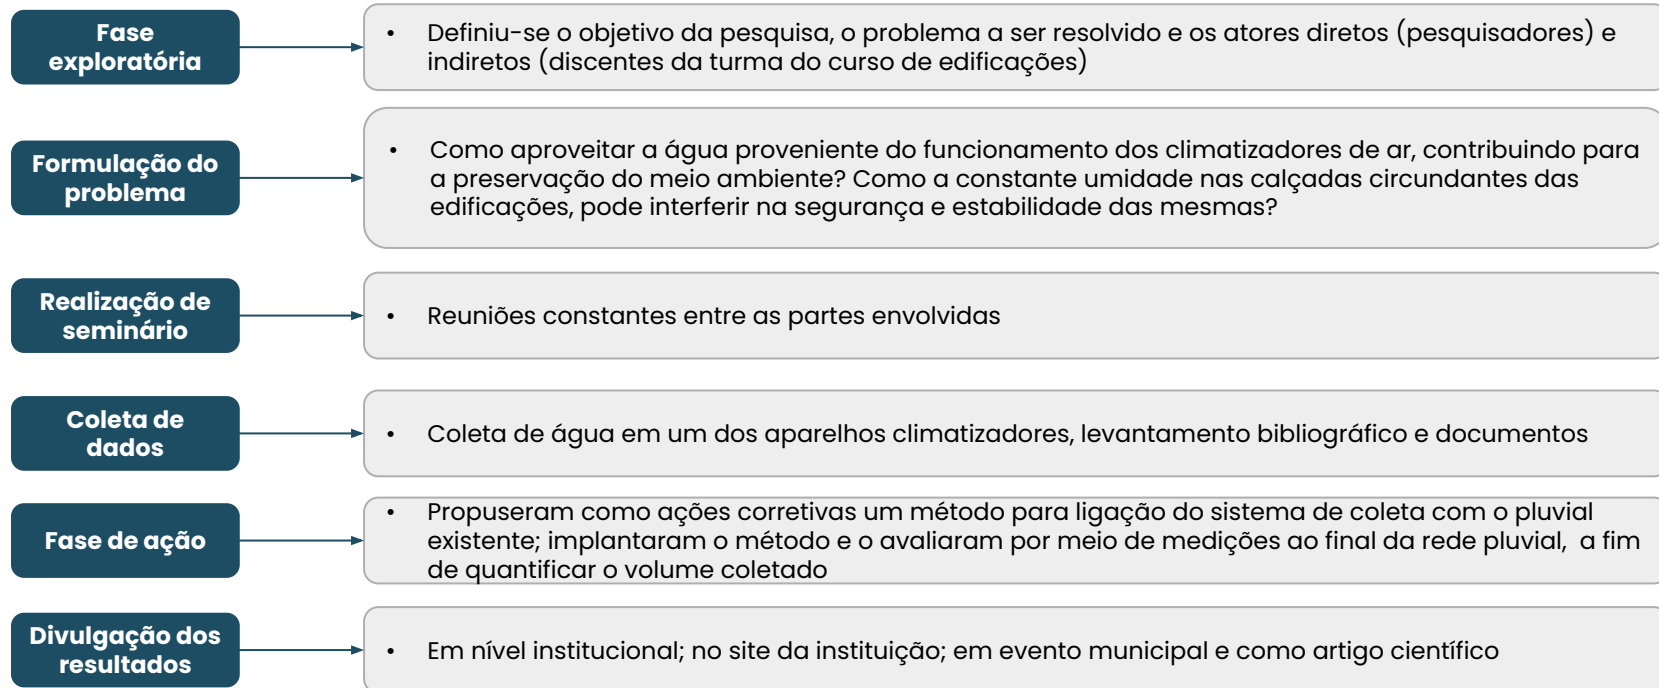 Fase
exploratória
• Definiu-se o objetivo da pesquisa, o problema a ser resolvido e os atores diretos (pesquisadores) e
indiretos (discentes da turma do curso de edificações)
Formulação do
problema
• Como aproveitar a água proveniente do funcionamento dos climatizadores de ar, contribuindo para
a preservação do meio ambiente? Como a constante umidade nas calçadas circundantes das
edificações, pode interferir na segurança e estabilidade das mesmas?
Realização de
seminário
• Reuniões constantes entre as partes envolvidas
Coleta de
dados
• Coleta de água em um dos aparelhos climatizadores, levantamento bibliográfico e documentos
Fase de ação
• Propuseram como ações corretivas um método para ligação do sistema de coleta com o pluvial
existente; implantaram o método e o avaliaram por meio de medições ao final da rede pluvial, a fim
de quantificar o volume coletado
Divulgação dos
resultados
• Em nível institucional; no site da instituição; em evento municipal e como artigo científico